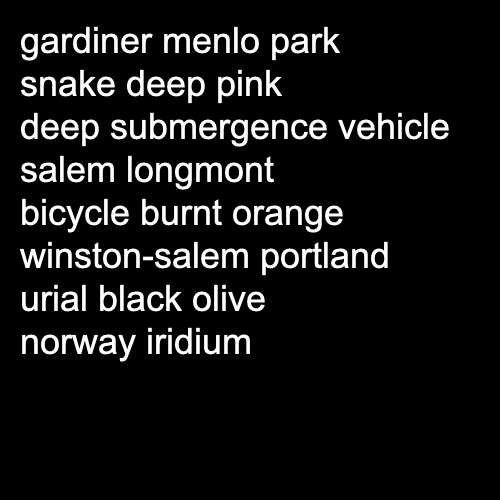 gardiner menlo park
snake deep pink
deep submergence vehicle
salem longmont
bicycle burnt orange
winston-salem portland
urial black olive
norway iridium